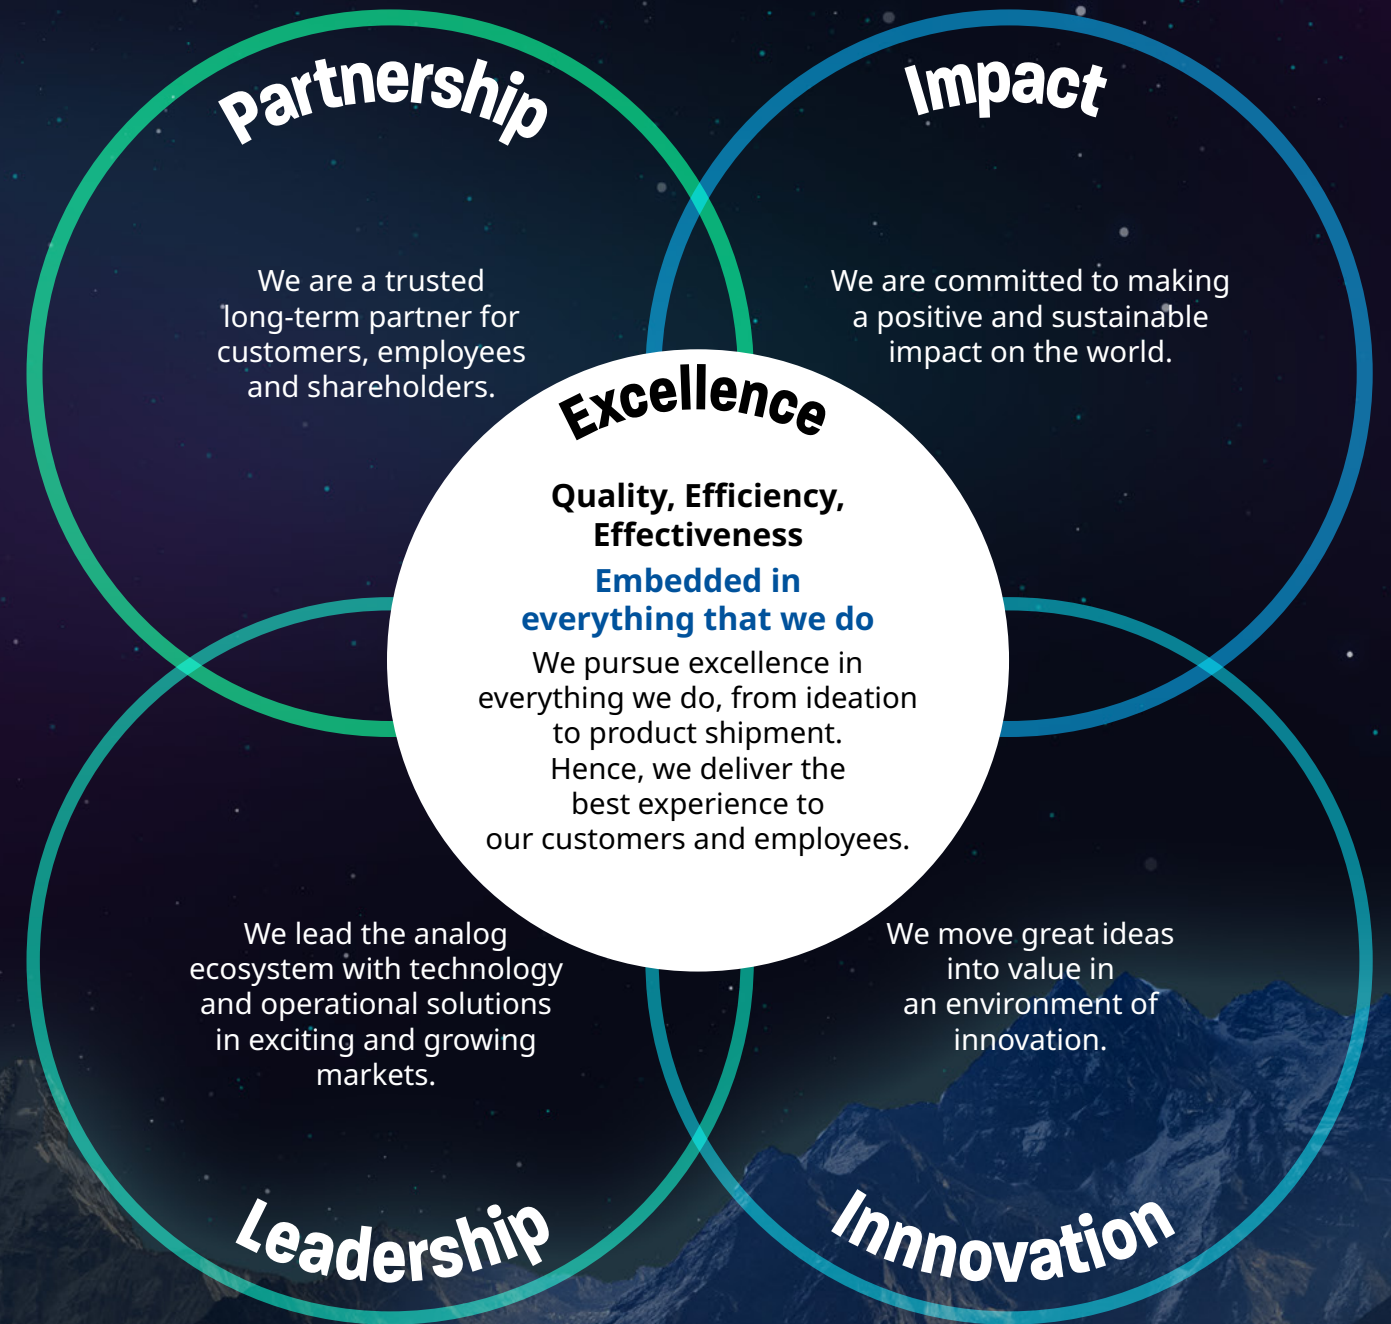 Partnership
We are a trusted
long-term partner for
customers, employees
and shareholders.
Impact
We are committed to making
a positive and sustainable
impact on the world.
Excellence
Quality, Efficiency,
Effectiveness
Embedded in
everything that we do
We pursue excellence in
everything we do, from ideation
to product shipment.
Hence, we deliver the
best experience to
our customers and employees.
We lead the analog
ecosystem with technology
and operational solutions
in exciting and growing
markets.
Leadership
We move great ideas
into value in
an environment of
innovation.
Innnovation